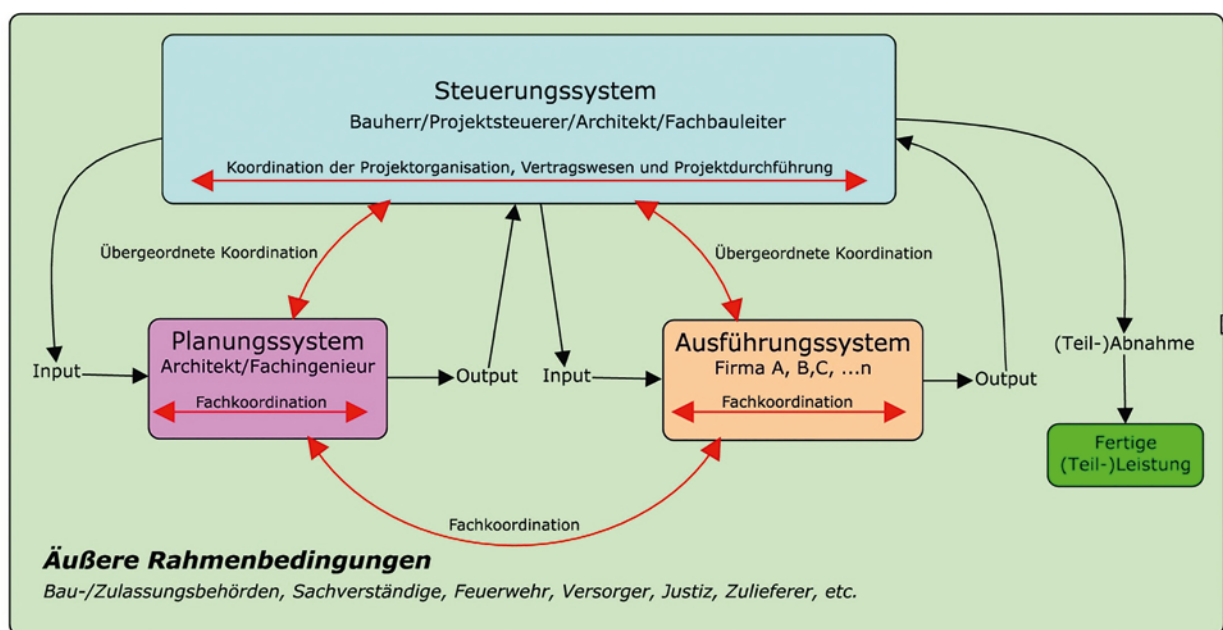 Steuerungssystem
Bauherr/Projektsteuerer/Architekt/Fachbauleiter
Koordination der Projektorganisation, Vertragswesen und Projektdurchführung
Übergeordnete Koordination
Übergeordnete Koordination
Planungssystem
Architekt/Fachingenieur
Fachkoordination
Ausführungssystem
Firma A, B,C, ...n
Fachkoordination
Input
Output
Input
Output
(Teil-)Abnahme
Fertige
(Teil-)Leistung
Fachkoordination
Äußere Rahmenbedingungen
Bau-/Zulassungsbehörden, Sachverständige, Feuerwehr, Versorger, Justiz, Zulieferer, etc.